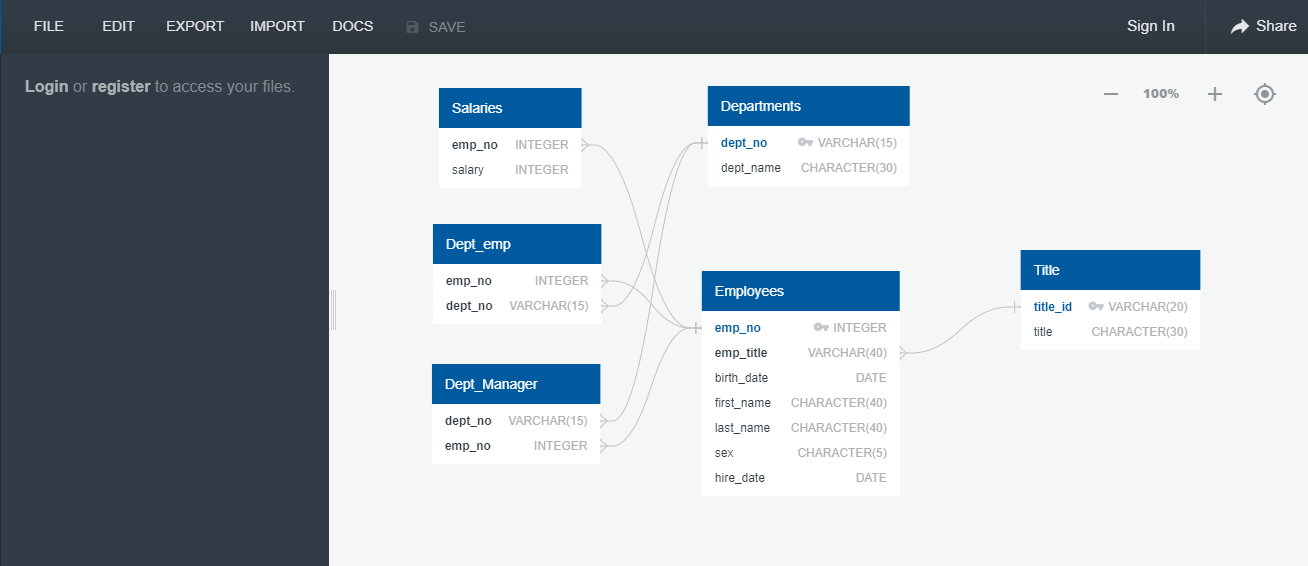 FILE EDIT EXPORT IMPORT DOCS SAVE Sign In Share
Login or register to access your files.
100%
Salaries
emp_no INTEGER
salary INTEGER
Departments
dept_no VARCHAR(15)
dept_name CHARACTER(30)
Dept_emp
emp_no INTEGER
dept_no VARCHAR(15)
Employees
emp_no INTEGER
emp_title VARCHAR(40)
birth_date DATE
first_name CHARACTER(40)
last_name CHARACTER(40)
sex CHARACTER(5)
hire_date DATE
Title
title_id VARCHAR(20)
title CHARACTER(30)
Dept_Manager
dept_no VARCHAR(15)
emp_no INTEGER